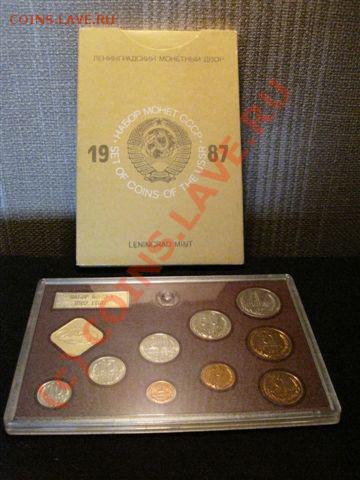 COINS.LAVE.RU
ЛЕНИНГРАДСКИЙ МОНЕТНЫЙ ДВОР
НАБОР МОНЕТ СССР
19 87
SET OF COINS OF THE USSR
LENINGRAD MINT
COINS.LAVE.RU